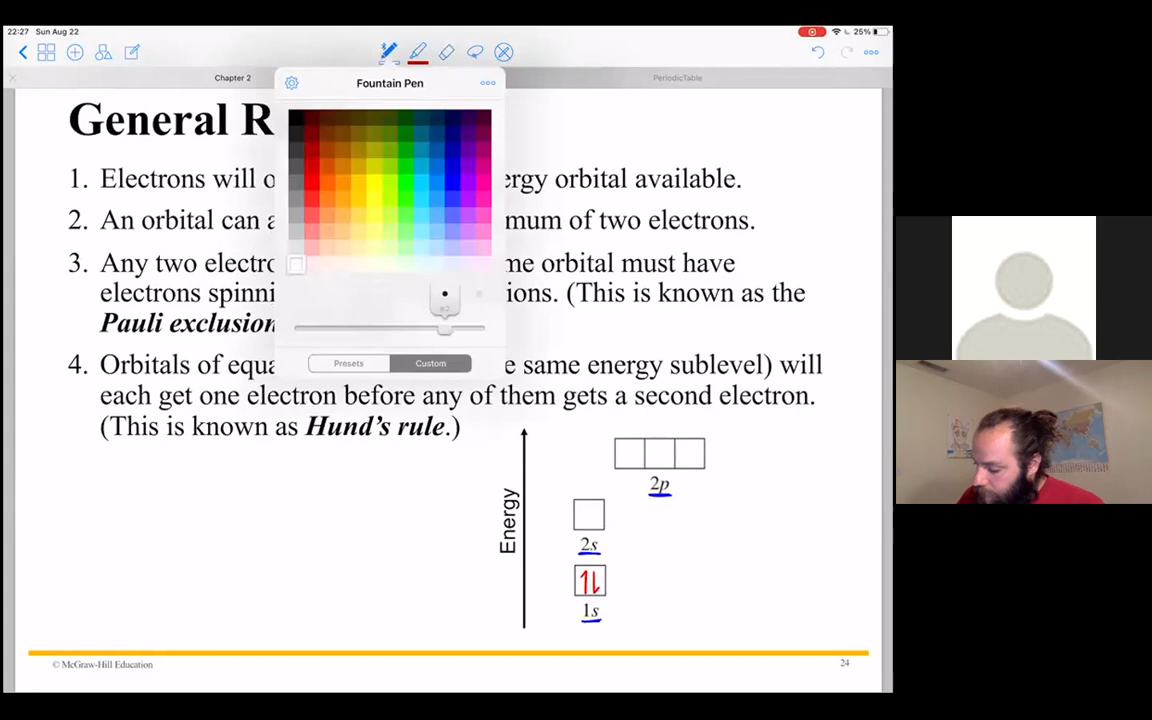 22:27 Sun Aug 22
25%
Chapter 2
PeriodicTable
Fountain Pen
General R
1. Electrons will o ergy orbital available.
2. An orbital can a mum of two electrons.
3. Any two electro me orbital must have
electrons spinni ions. (This is known as the
Pauli exclusion
Presets Custom
4. Orbitals of equa e same energy sublevel) will
each get one electron before any of them gets a second electron.
(This is known as Hund's rule.)
2p
Energy
2s
1s
© McGraw-Hill Education
24